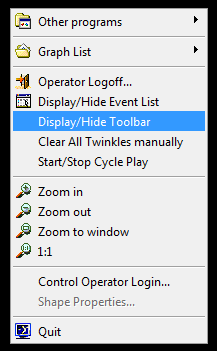 Other programs
Graph List
Operator Logoff...
Display/Hide Event List
Display/Hide Toolbar
Clear All Twinkles manually
Start/Stop Cycle Play
Zoom in
Zoom out
Zoom to window
1:1
Control Operator Login...
Shape Properties...
Quit